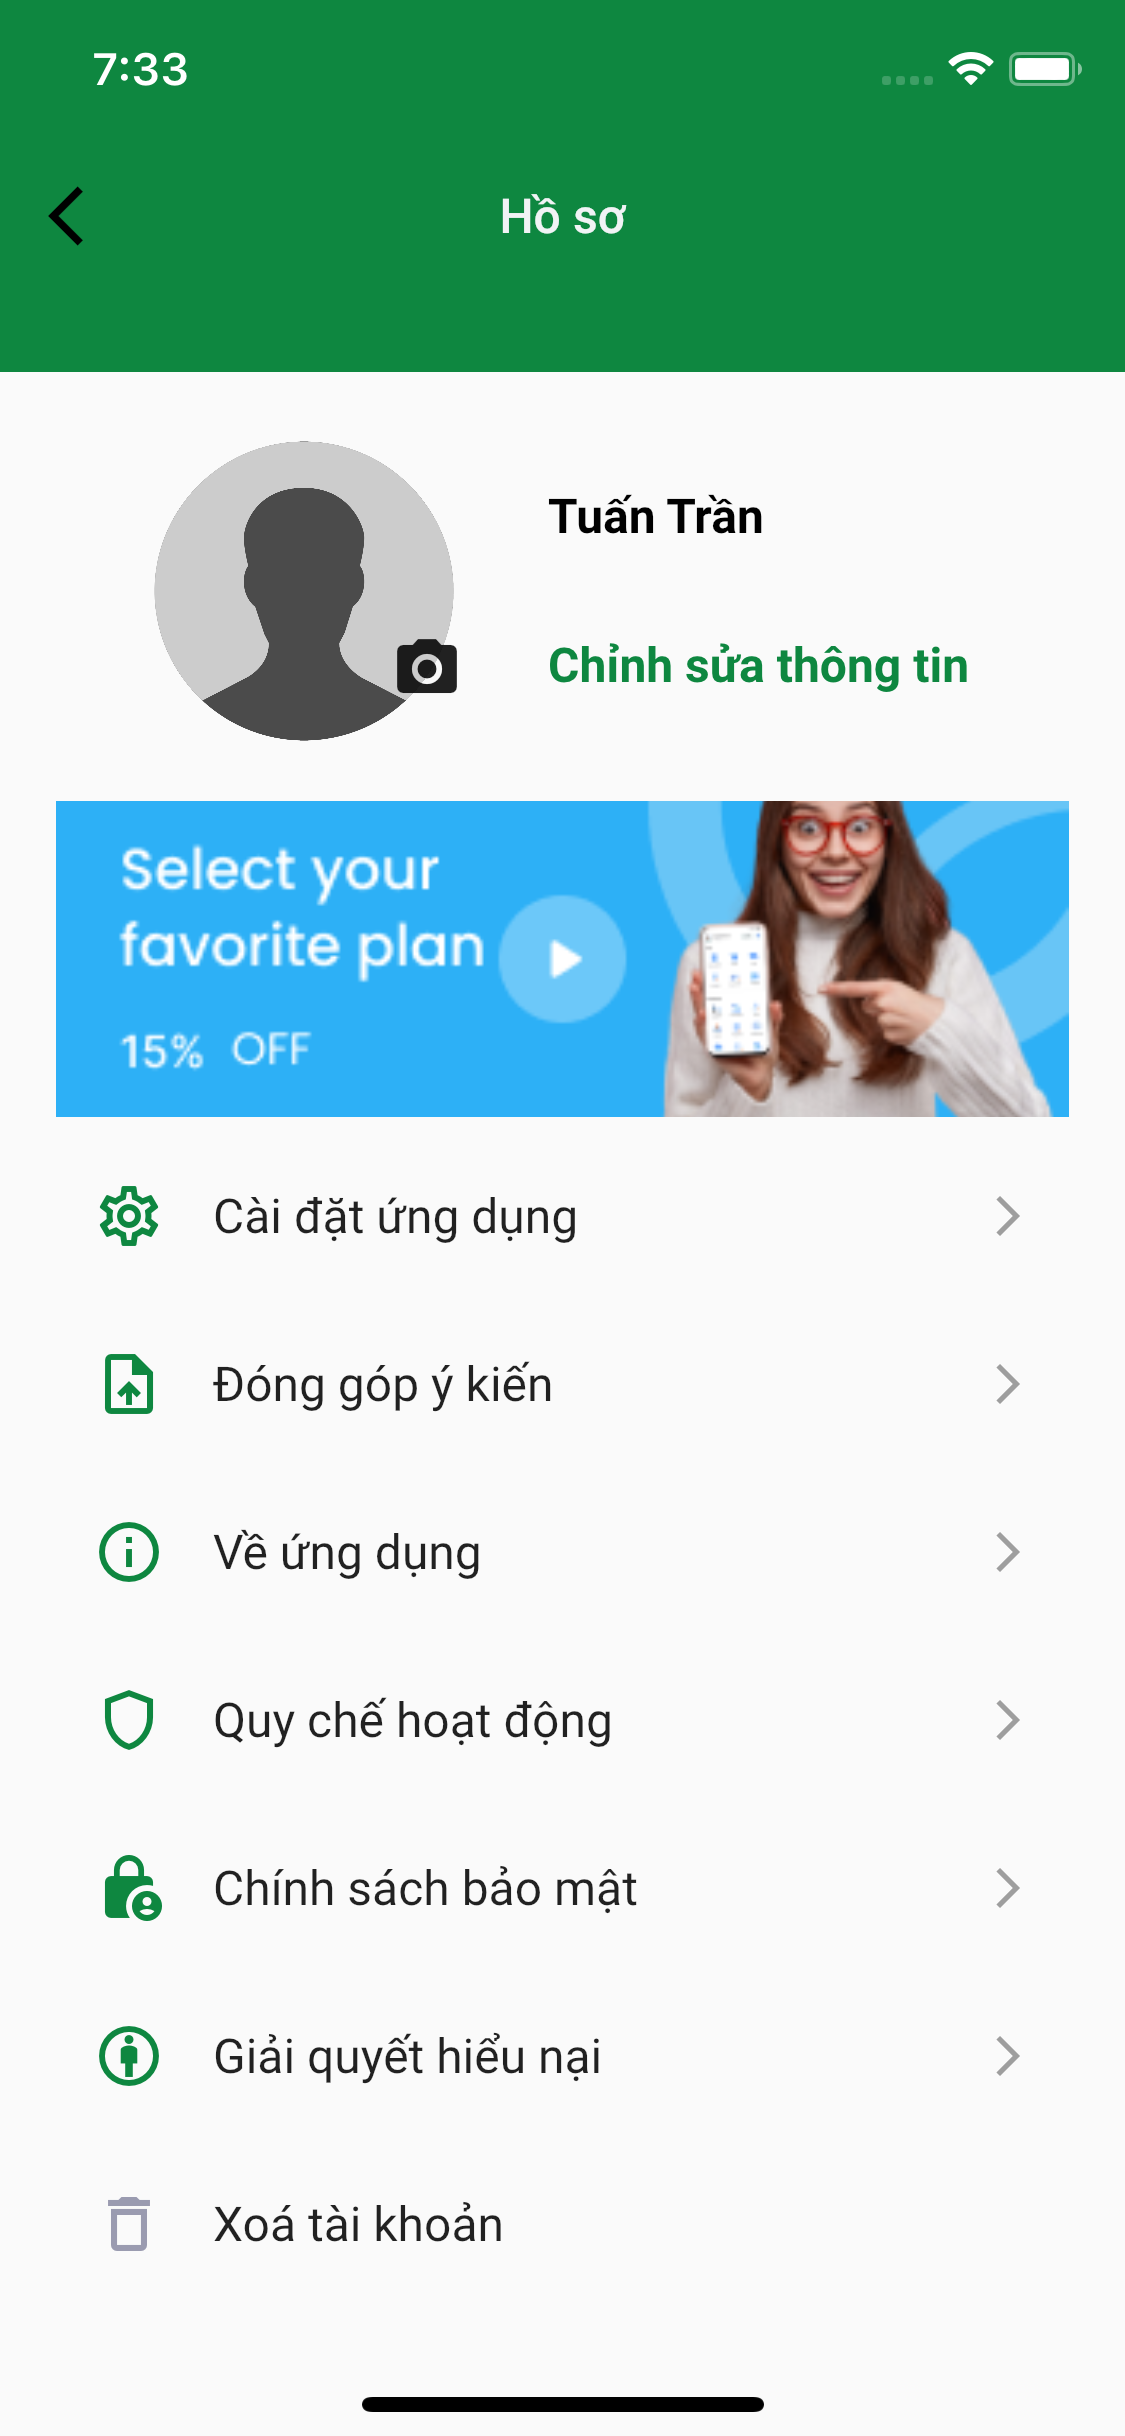 7:33
Hồ sơ
Tuấn Trần
Chỉnh sửa thông tin
Select your
favorite plan
15% OFF
Cài đặt ứng dụng
Đóng góp ý kiến
Về ứng dụng
Quy chế hoạt động
Chính sách bảo mật
Giải quyết hiểu nại
Xoá tài khoản